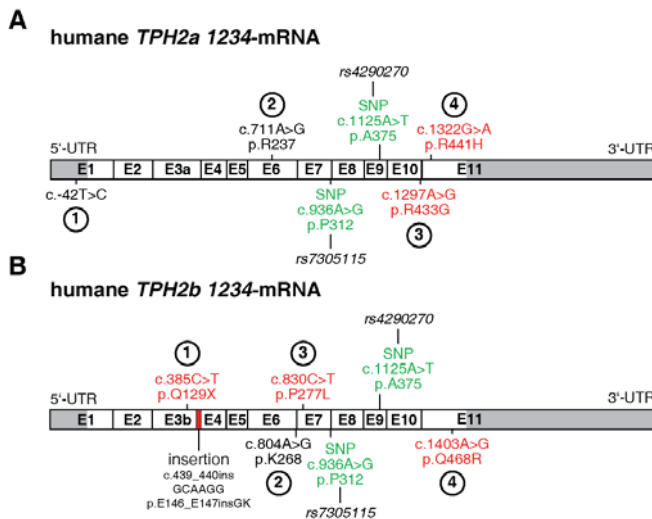 A
humane TPH2a 1234-mRNA
rs4290270
2
4
SNP
c.711A>G
c.1125A>T
c.1322G>A
p.R237
p.A375
p.R441H
5'-UTR
3'-UTR
E1 E2 E3a E4 E5 E6 E7 E8 E9 E10 E11
c.-42T>C
SNP
c.1297A>G
1
c.936A>G
p.R433G
p.P312
3
rs7305115
B
humane TPH2b 1234-mRNA
rs4290270
1
3
SNP
c.385C>T
c.830C>T
c.1125A>T
p.Q129X
p.P277L
p.A375
5'-UTR
3'-UTR
E1 E2 E3b E4 E5 E6 E7 E8 E9 E10 E11
insertion
c.804A>G
SNP
c.1403A>G
c.439_440ins
p.K268
c.936A>G
p.Q468R
GCAAGG
2
p.P312
4
p.E146_E147insGK
rs7305115